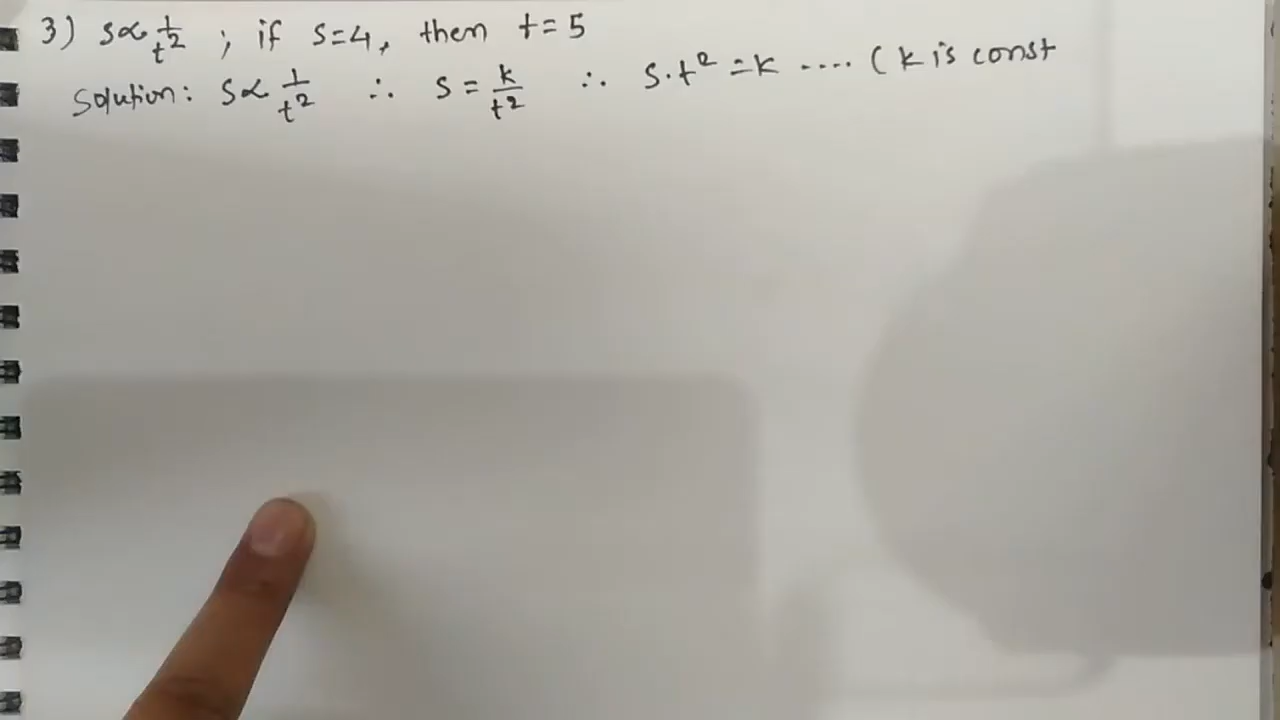 3) s∝ 1/t² ; if s=4, then t=5
Solution: s∝ 1/t² ∴ s = k/t² ∴ s.t² = k .... ( k is const